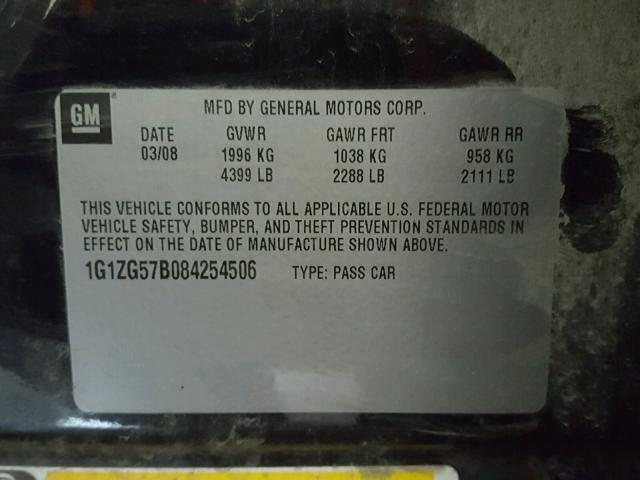 GM
MFD BY GENERAL MOTORS CORP.
DATE GVWR GAWR FRT GAWR RR
03/08 1996 KG 1038 KG 958 KG
4399 LB 2288 LB 2111 LB
THIS VEHICLE CONFORMS TO ALL APPLICABLE U.S. FEDERAL MOTOR
VEHICLE SAFETY, BUMPER, AND THEFT PREVENTION STANDARDS IN
EFFECT ON THE DATE OF MANUFACTURE SHOWN ABOVE.
1G1ZG57B084254506 TYPE: PASS CAR